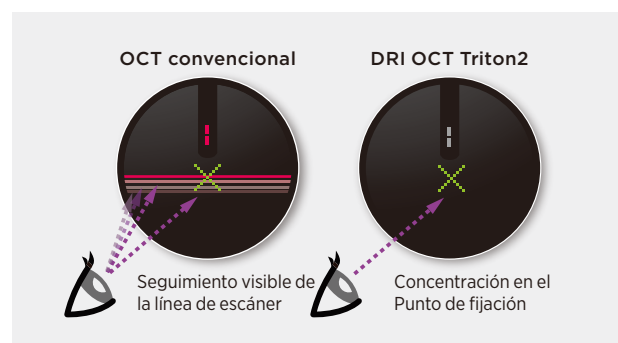 OCT convencional
DRI OCT Triton2
Seguimiento visible de
la línea de escáner
Concentración en el
Punto de fijación